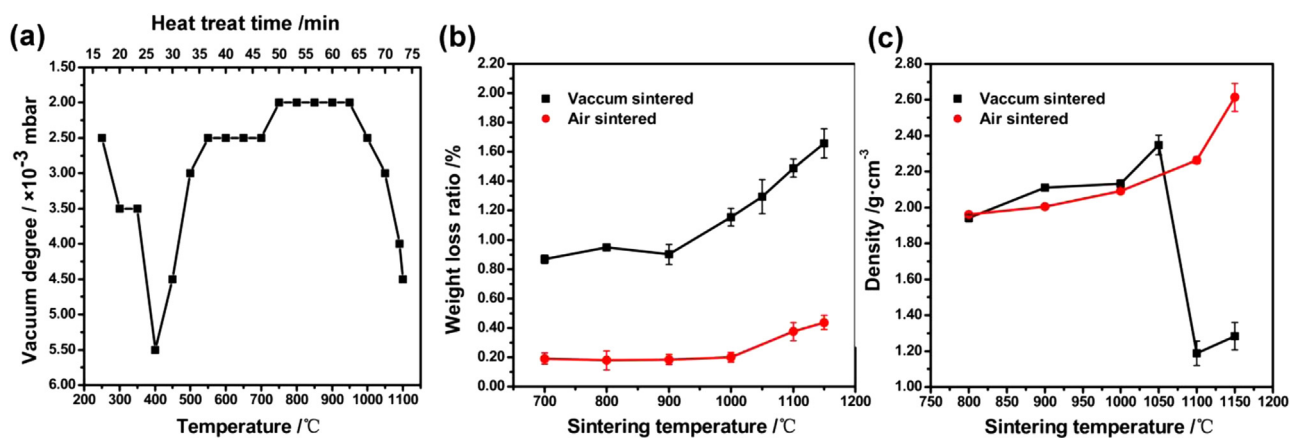 (a)
Heat treat time /min
15 20 25 30 35 40 45 50 55 60 65 70 75
1.50
2.00
2.50
3.00
3.50
4.00
4.50
5.00
5.50
6.00
Vacuum degree / ×10⁻³ mbar
200 300 400 500 600 700 800 900 1000 1100
Temperature /℃
(b)
2.20
2.00
1.80
1.60
1.40
1.20
1.00
0.80
0.60
0.40
0.20
0.00
Weight loss ratio /%
Vaccum sintered
Air sintered
700 800 900 1000 1100 1200
Sintering temperature /℃
(c)
2.80
2.60
2.40
2.20
2.00
1.80
1.60
1.40
1.20
1.00
Density /g·cm⁻³
Vaccum sintered
Air sintered
750 800 850 900 950 1000 1050 1100 1150 1200
Sintering temperature /℃